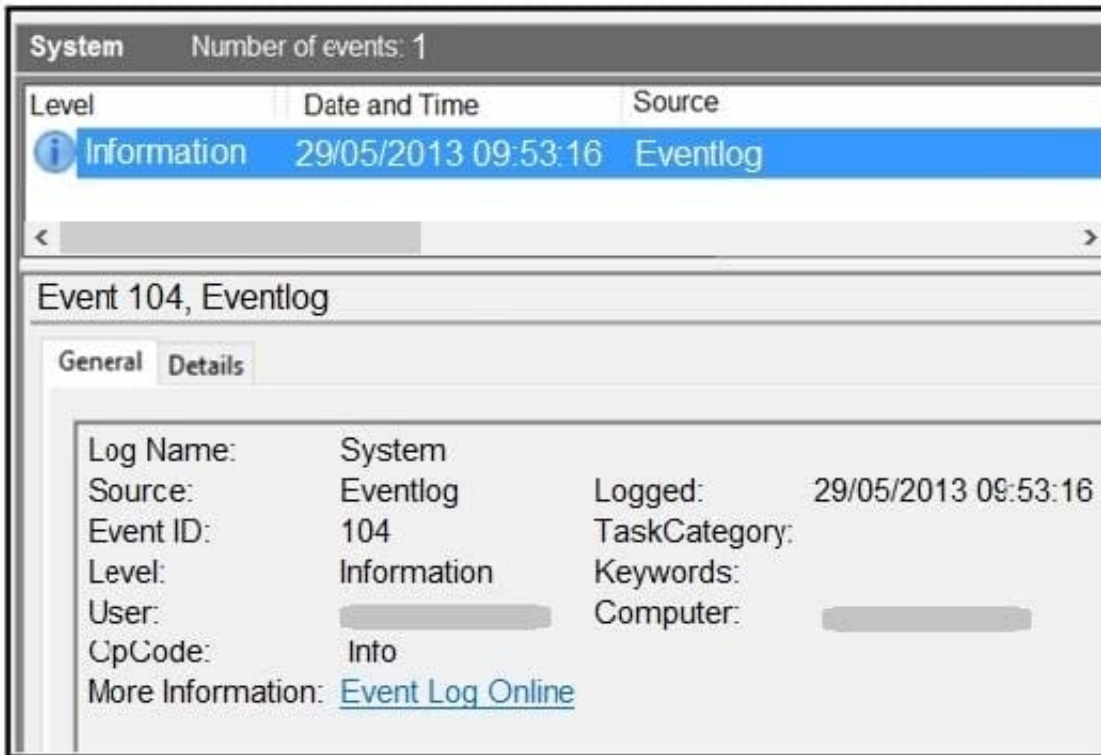 System Number of events: 1
Level Date and Time Source
Information 29/05/2013 09:53:16 Eventlog
Event 104, Eventlog
General Details
Log Name: System
Source: Eventlog Logged: 29/05/2013 09:53:16
Event ID: 104 TaskCategory:
Level: Information Keywords:
User: Computer:
CpCode: Info
More Information: Event Log Online